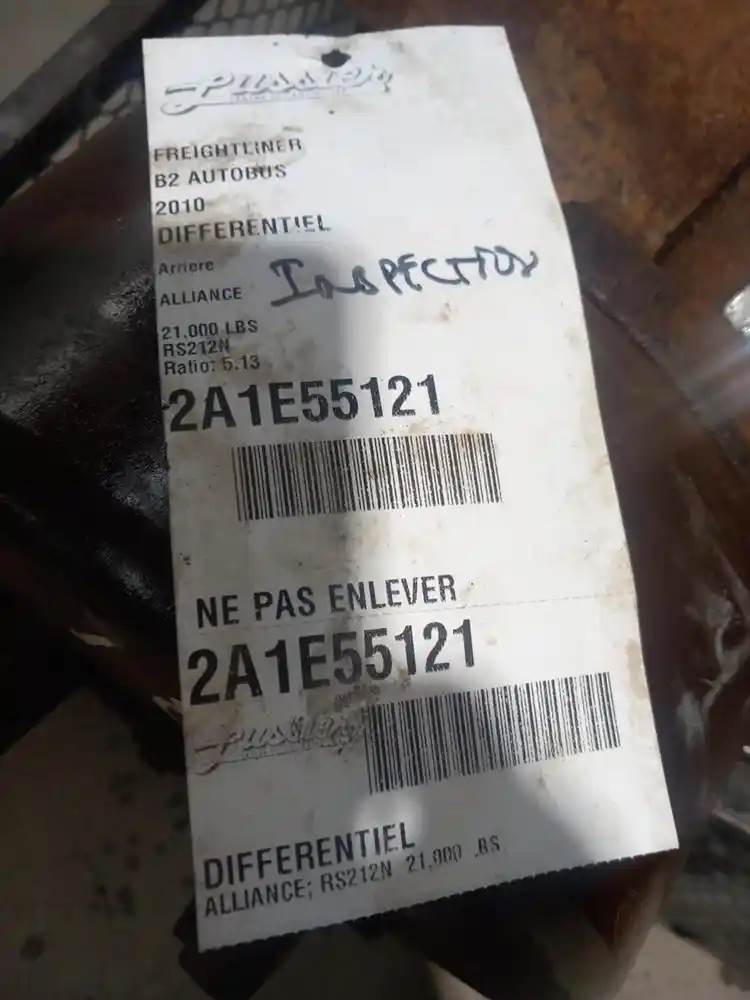 Pussier
FREIGHTLINER
B2 AUTOBUS
2010
DIFFERENTIEL
Arriere
INSPECTION
ALLIANCE
21,000 LBS
RS212N
Ratio: 5.13
2A1E55121
NE PAS ENLEVER
2A1E55121
DIFFERENTIEL
ALLIANCE; RS212N 21,000 LBS